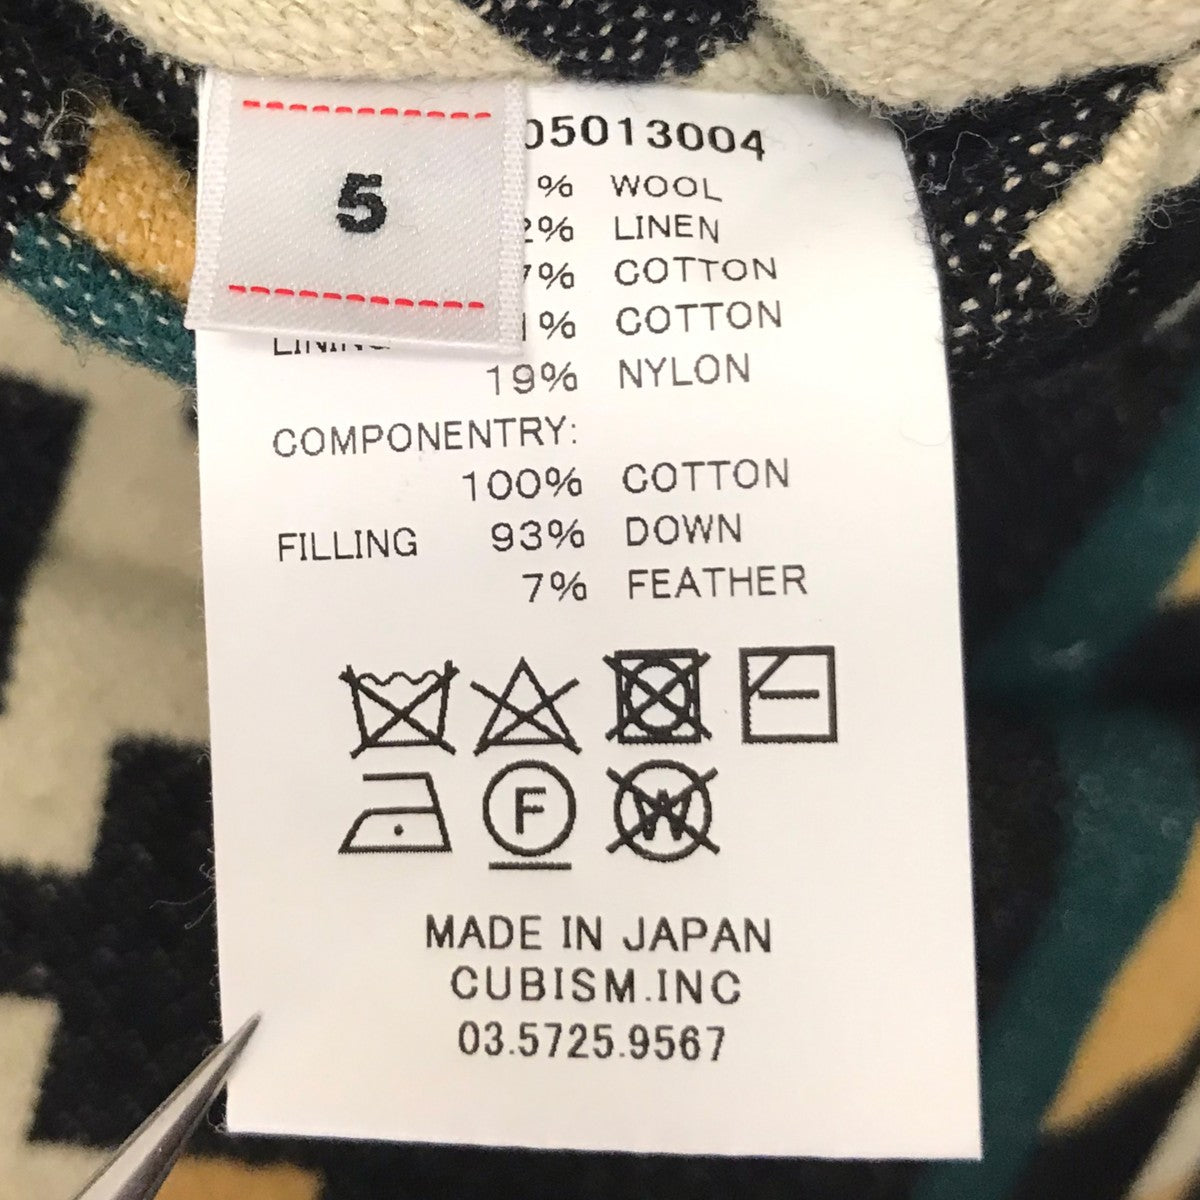 5
05013004
% WOOL
2% LINEN
7% COTTON
1% COTTON
19% NYLON
COMPONENTRY:
100% COTTON
FILLING 93% DOWN
7% FEATHER
F W
MADE IN JAPAN
CUBISM.INC
03.5725.9567